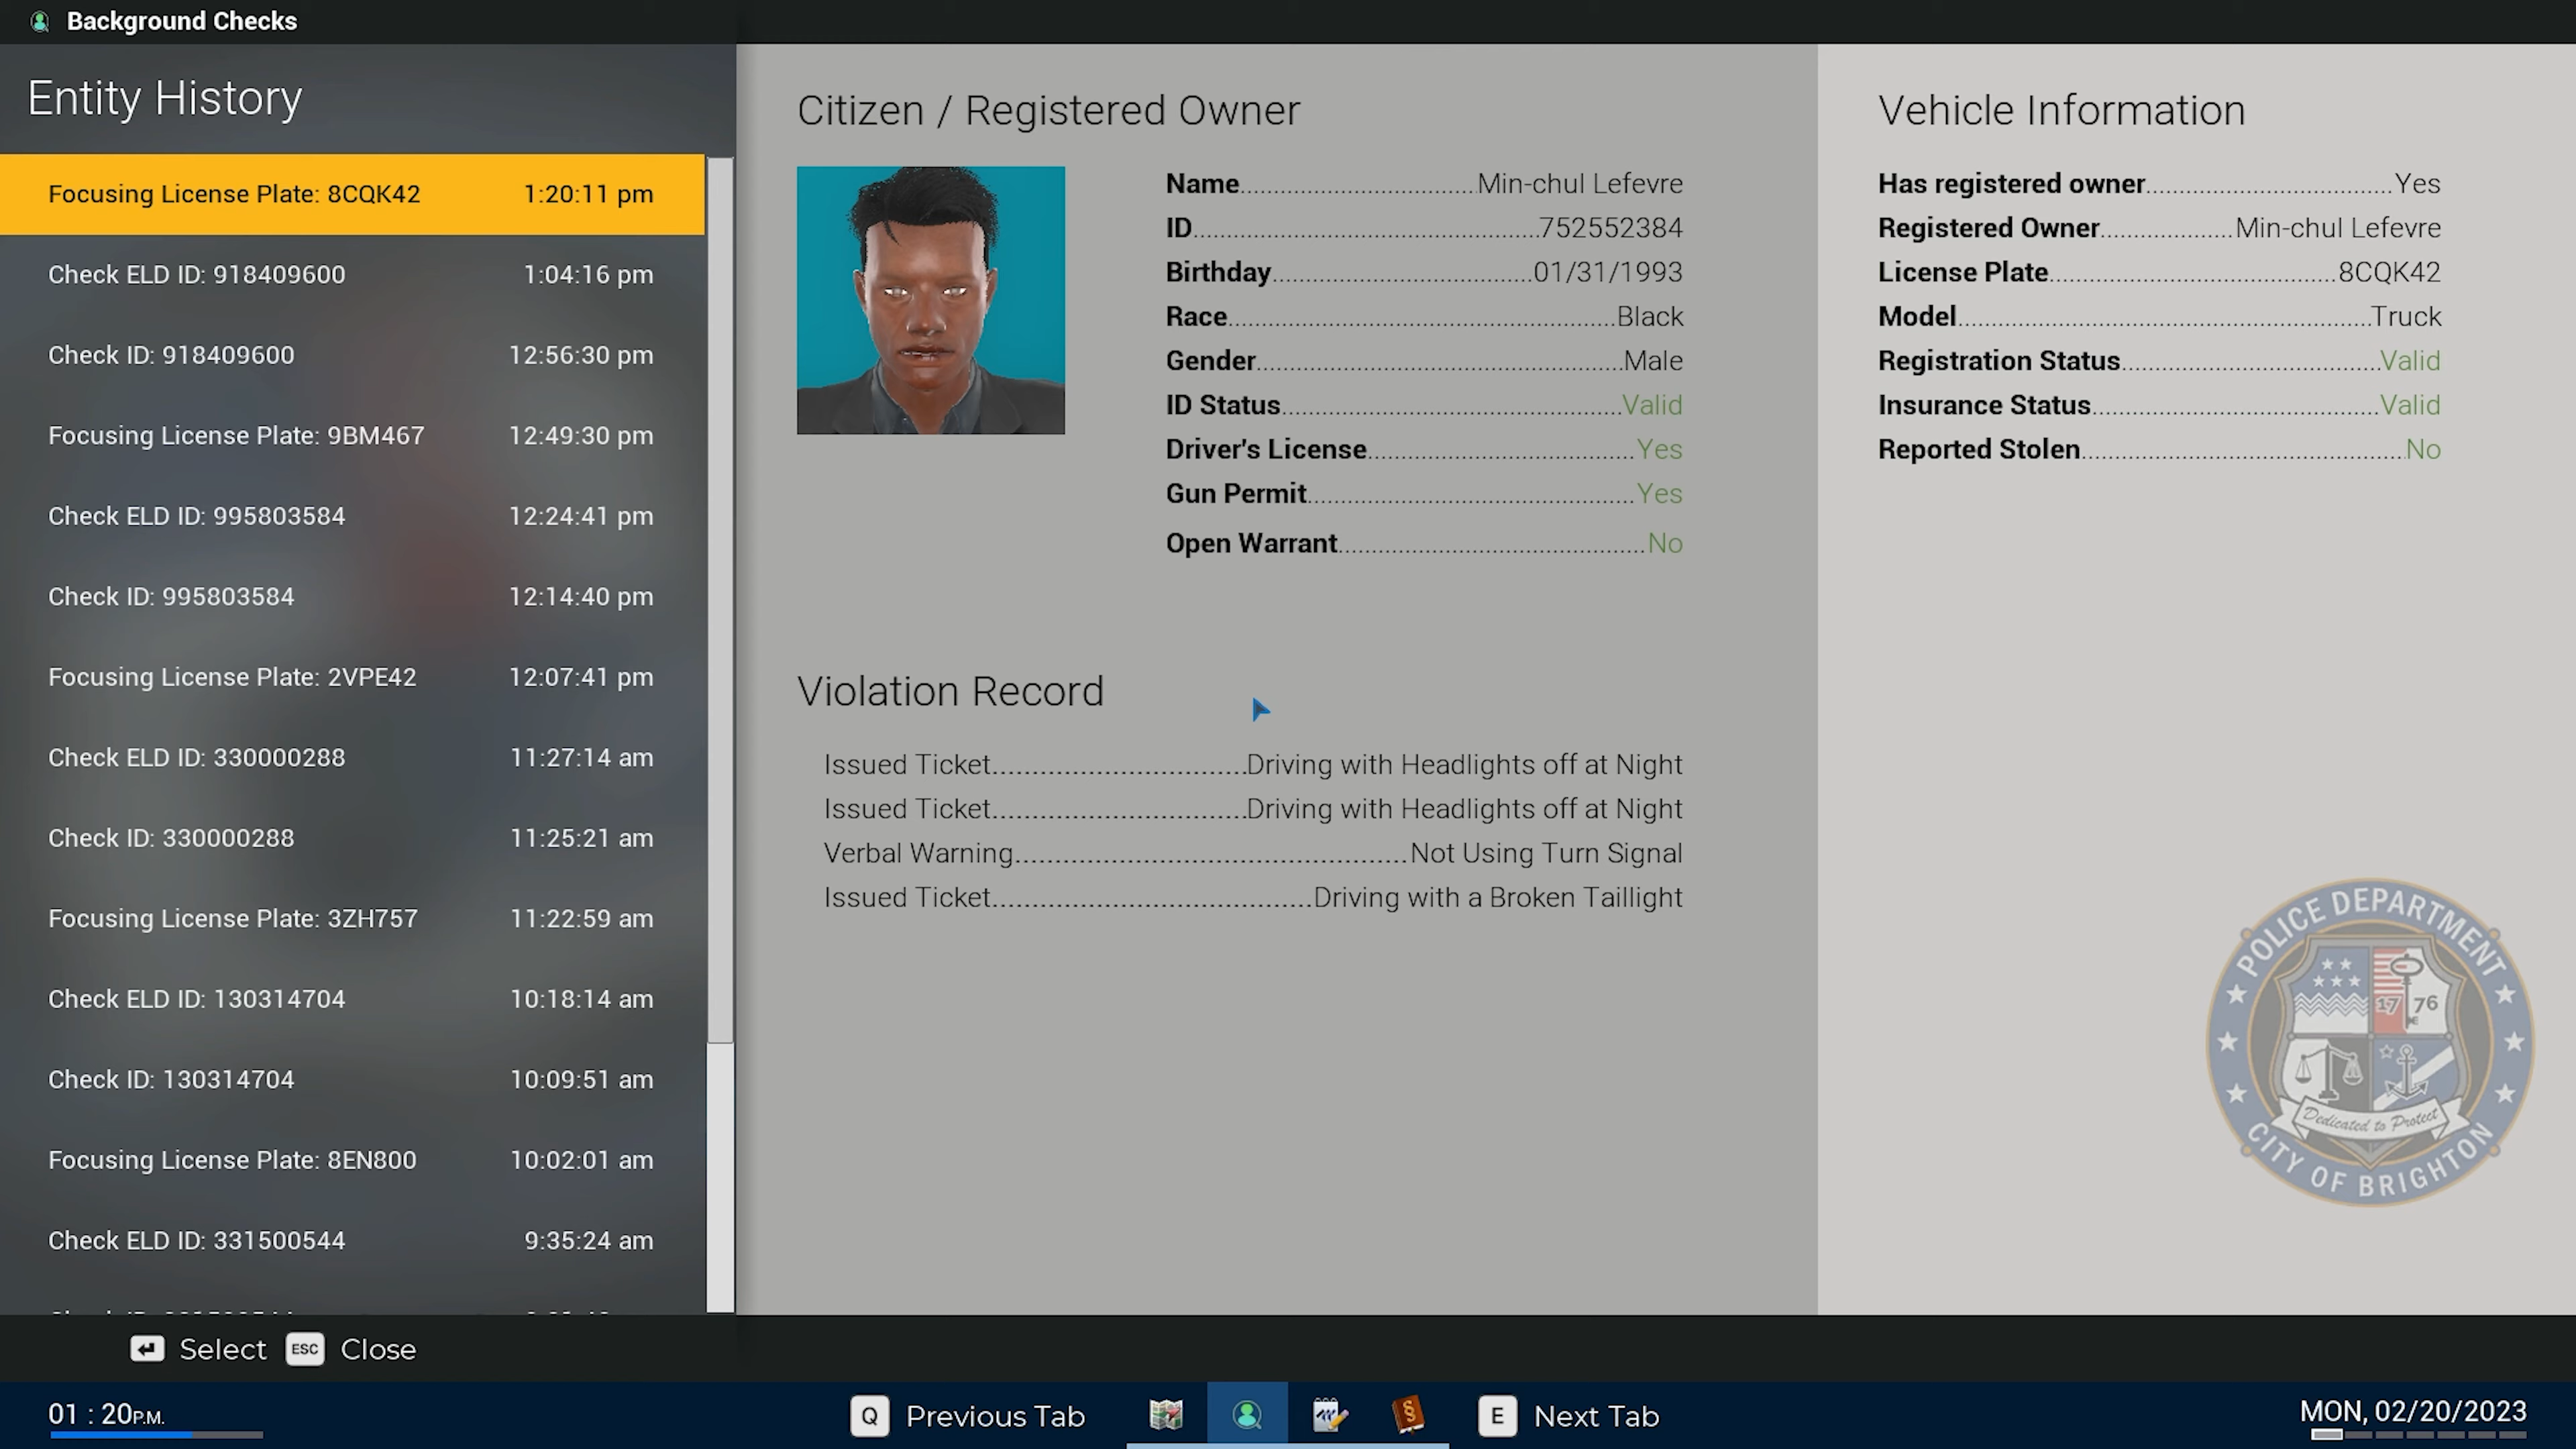 Background Checks
Entity History
Focusing License Plate: 8CQK42 1:20:11 pm
Check ELD ID: 918409600 1:04:16 pm
Check ID: 918409600 12:56:30 pm
Focusing License Plate: 9BM467 12:49:30 pm
Check ELD ID: 995803584 12:24:41 pm
Check ID: 995803584 12:14:40 pm
Focusing License Plate: 2VPE42 12:07:41 pm
Check ELD ID: 330000288 11:27:14 am
Check ID: 330000288 11:25:21 am
Focusing License Plate: 3ZH757 11:22:59 am
Check ELD ID: 130314704 10:18:14 am
Check ID: 130314704 10:09:51 am
Focusing License Plate: 8EN800 10:02:01 am
Check ELD ID: 331500544 9:35:24 am
Citizen / Registered Owner
Name Min-chul Lefevre
ID 752552384
Birthday 01/31/1993
Race Black
Gender Male
ID Status Valid
Driver's License Yes
Gun Permit Yes
Open Warrant No
Violation Record
Issued Ticket Driving with Headlights off at Night
Issued Ticket Driving with Headlights off at Night
Verbal Warning Not Using Turn Signal
Issued Ticket Driving with a Broken Taillight
Vehicle Information
Has registered owner Yes
Registered Owner Min-chul Lefevre
License Plate 8CQK42
Model Truck
Registration Status Valid
Insurance Status Valid
Reported Stolen No
POLICE DEPARTMENT
17 76
Dedicated to Protect
CITY OF BRIGHTON
Select ESC Close
01 : 20 P.M.
Q Previous Tab
§
E Next Tab
MON, 02/20/2023